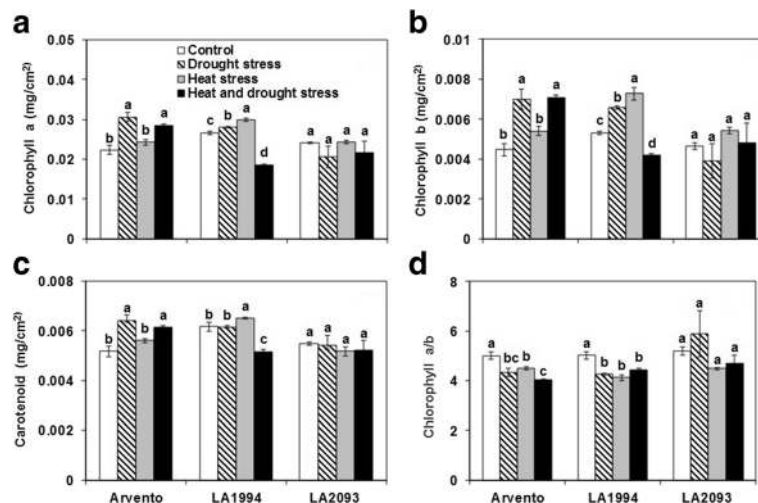 a
b
0.05
0.04
0.03
0.02
0.01
0
Chlorophyll a (mg/cm²)
Control
Drought stress
Heat stress
Heat and drought stress
b a b a
c b a d
a a a a
0.01
0.008
0.006
0.004
0.002
0
Chlorophyll b (mg/cm²)
b a b a
c b a d
a a a a
c
d
0.008
0.006
0.004
0.002
0
Carotenoid (mg/cm²)
b a b a
b b a c
a a a a
Arvento LA1994 LA2093
8
6
4
2
0
Chlorophyll a/b
a bc b c
a b b b
a a a a
Arvento LA1994 LA2093